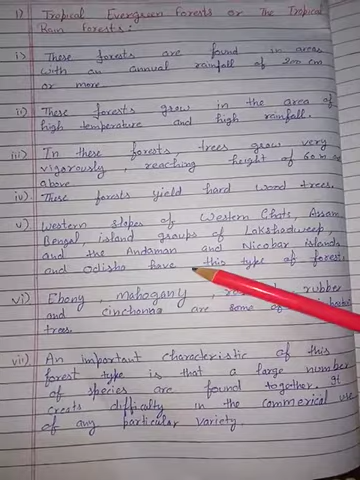 1) Tropical Evergreen Forests or The Tropical
Rain Forests:
i) These forests are found in areas
with an annual rainfall of 200 cm
or more
ii) These forests grow in the area of
high temperature and high rainfall.
iii) In these forests, trees grow very
vigorously, reaching height of 60 m or
above
iv) These forests yield hard wood trees.
v) Western slopes of Western Ghats, Assam,
Bengal, island groups of Lakshadweep,
and the Andaman and Nicobar islands
and Odisha have this type of forests
vi) Ebony, mahogany, rubber
and cinchonna are some of
trees.
vii) An important characteristic of this
forest type is that a large number
of species are found together. It
creats difficulty in the commerical use
of any particular variety.